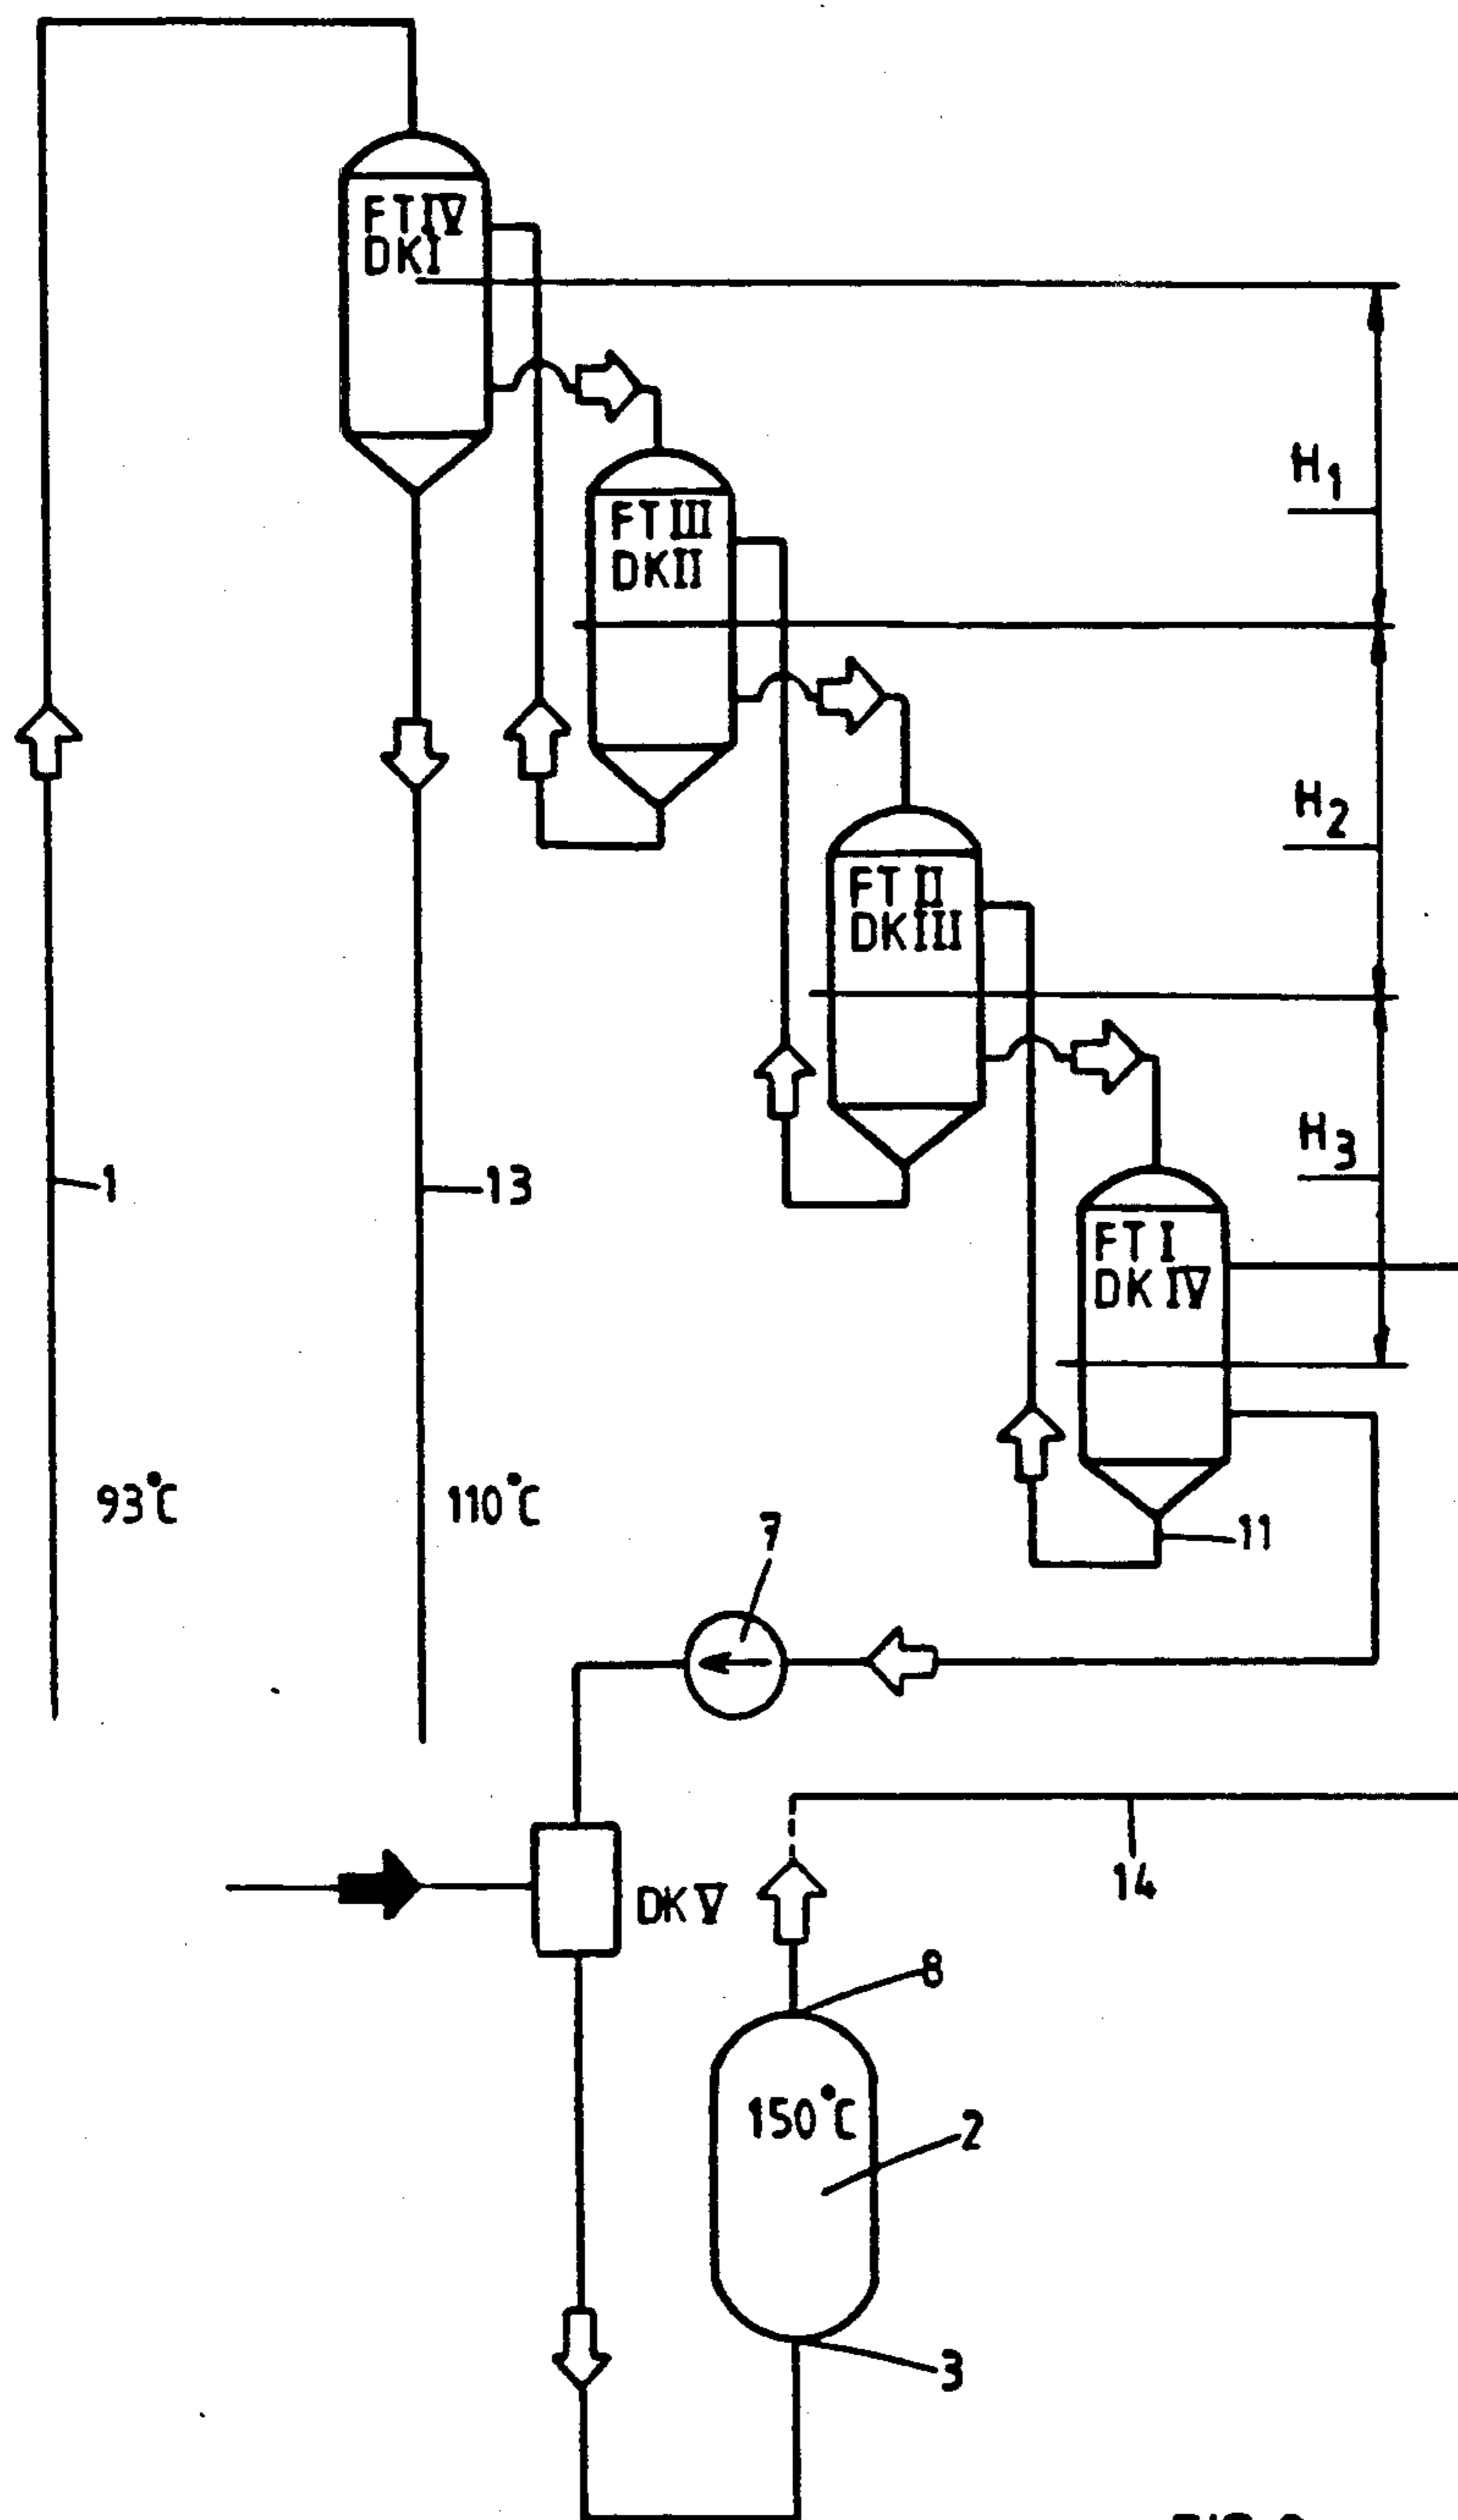 FT IV
DK I
H1
FT III
DK II
H2
FT II
DK III
H3
1
13
FT I
DK IV
93°C
110°C
7
11
14
DK V
8
150°C
2
3